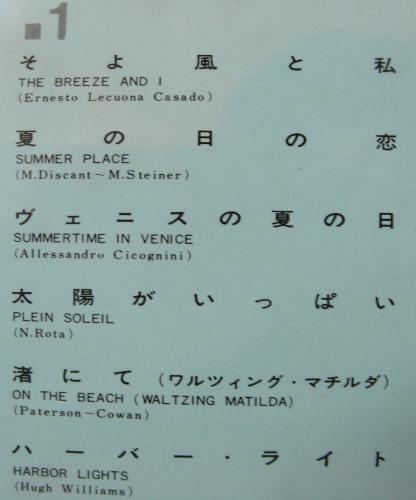 ■1
そよ風と私
THE BREEZE AND I
(Ernesto Lecuona Casado)
夏の日の恋
SUMMER PLACE
(M.Discant~M.Steiner)
ヴェニスの夏の日
SUMMERTIME IN VENICE
(Allessandro Cicognini)
太陽がいっぱい
PLEIN SOLEIL
(N.Rota)
渚にて(ワルツィング・マチルダ)
ON THE BEACH (WALTZING MATILDA)
(Paterson~Cowan)
ハーバー・ライト
HARBOR LIGHTS
(Hugh Williams)